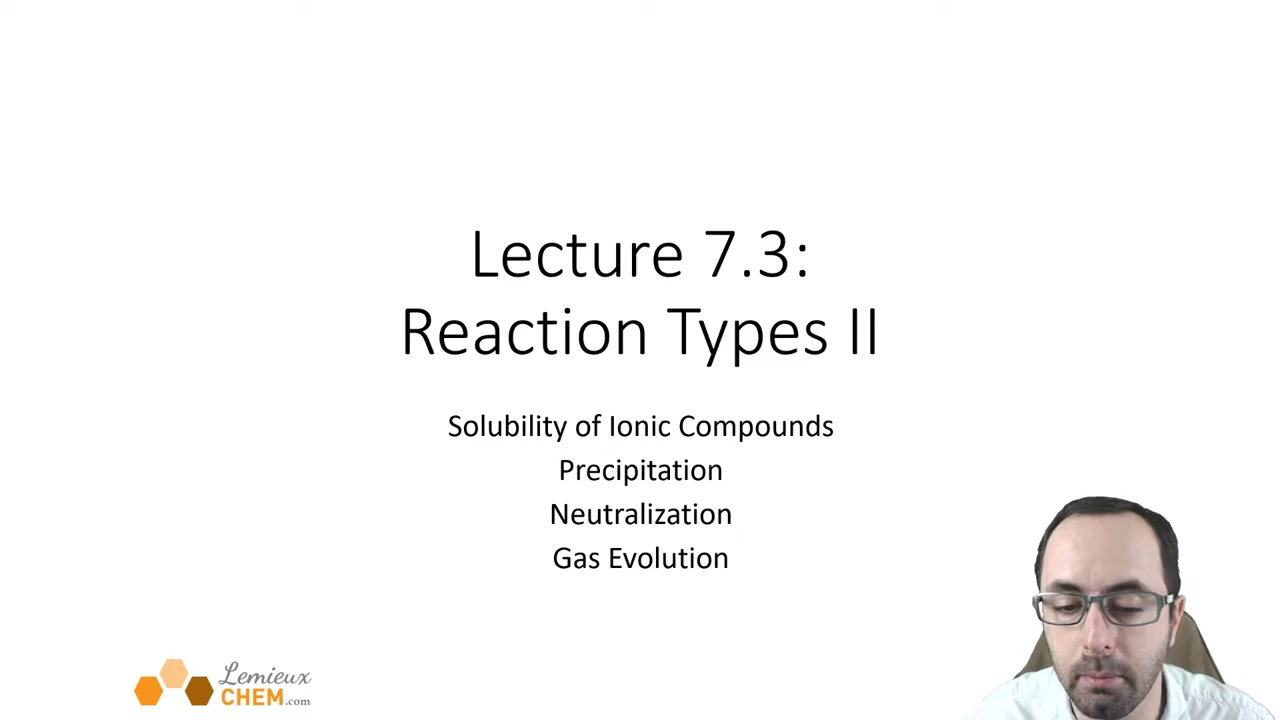 Lecture 7.3:
Reaction Types II
Solubility of Ionic Compounds
Precipitation
Neutralization
Gas Evolution
Lemieux
CHEM.com